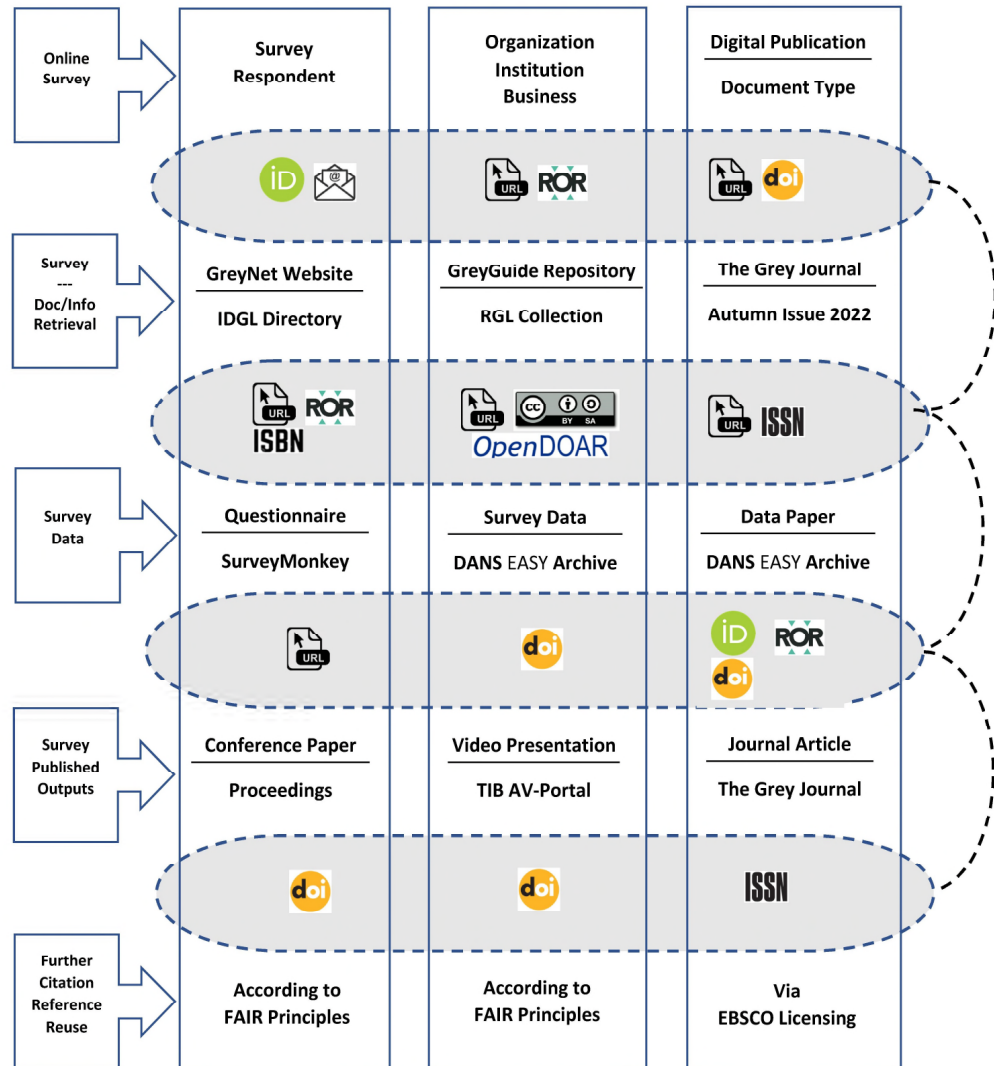 Online
Survey
Survey
Respondent
Organization
Institution
Business
Digital Publication
Document Type
iD
@
URL
ROR
URL
doi
Survey
---
Doc/Info
Retrieval
GreyNet Website
IDGL Directory
GreyGuide Repository
RGL Collection
The Grey Journal
Autumn Issue 2022
URL
ROR
ISBN
URL
cc
BY SA
OpenDOAR
URL
ISSN
Survey
Data
Questionnaire
SurveyMonkey
Survey Data
DANS EASY Archive
Data Paper
DANS EASY Archive
URL
doi
iD
ROR
doi
Survey
Published
Outputs
Conference Paper
Proceedings
Video Presentation
TIB AV-Portal
Journal Article
The Grey Journal
doi
doi
ISSN
Further
Citation
Reference
Reuse
According to
FAIR Principles
According to
FAIR Principles
Via
EBSCO Licensing